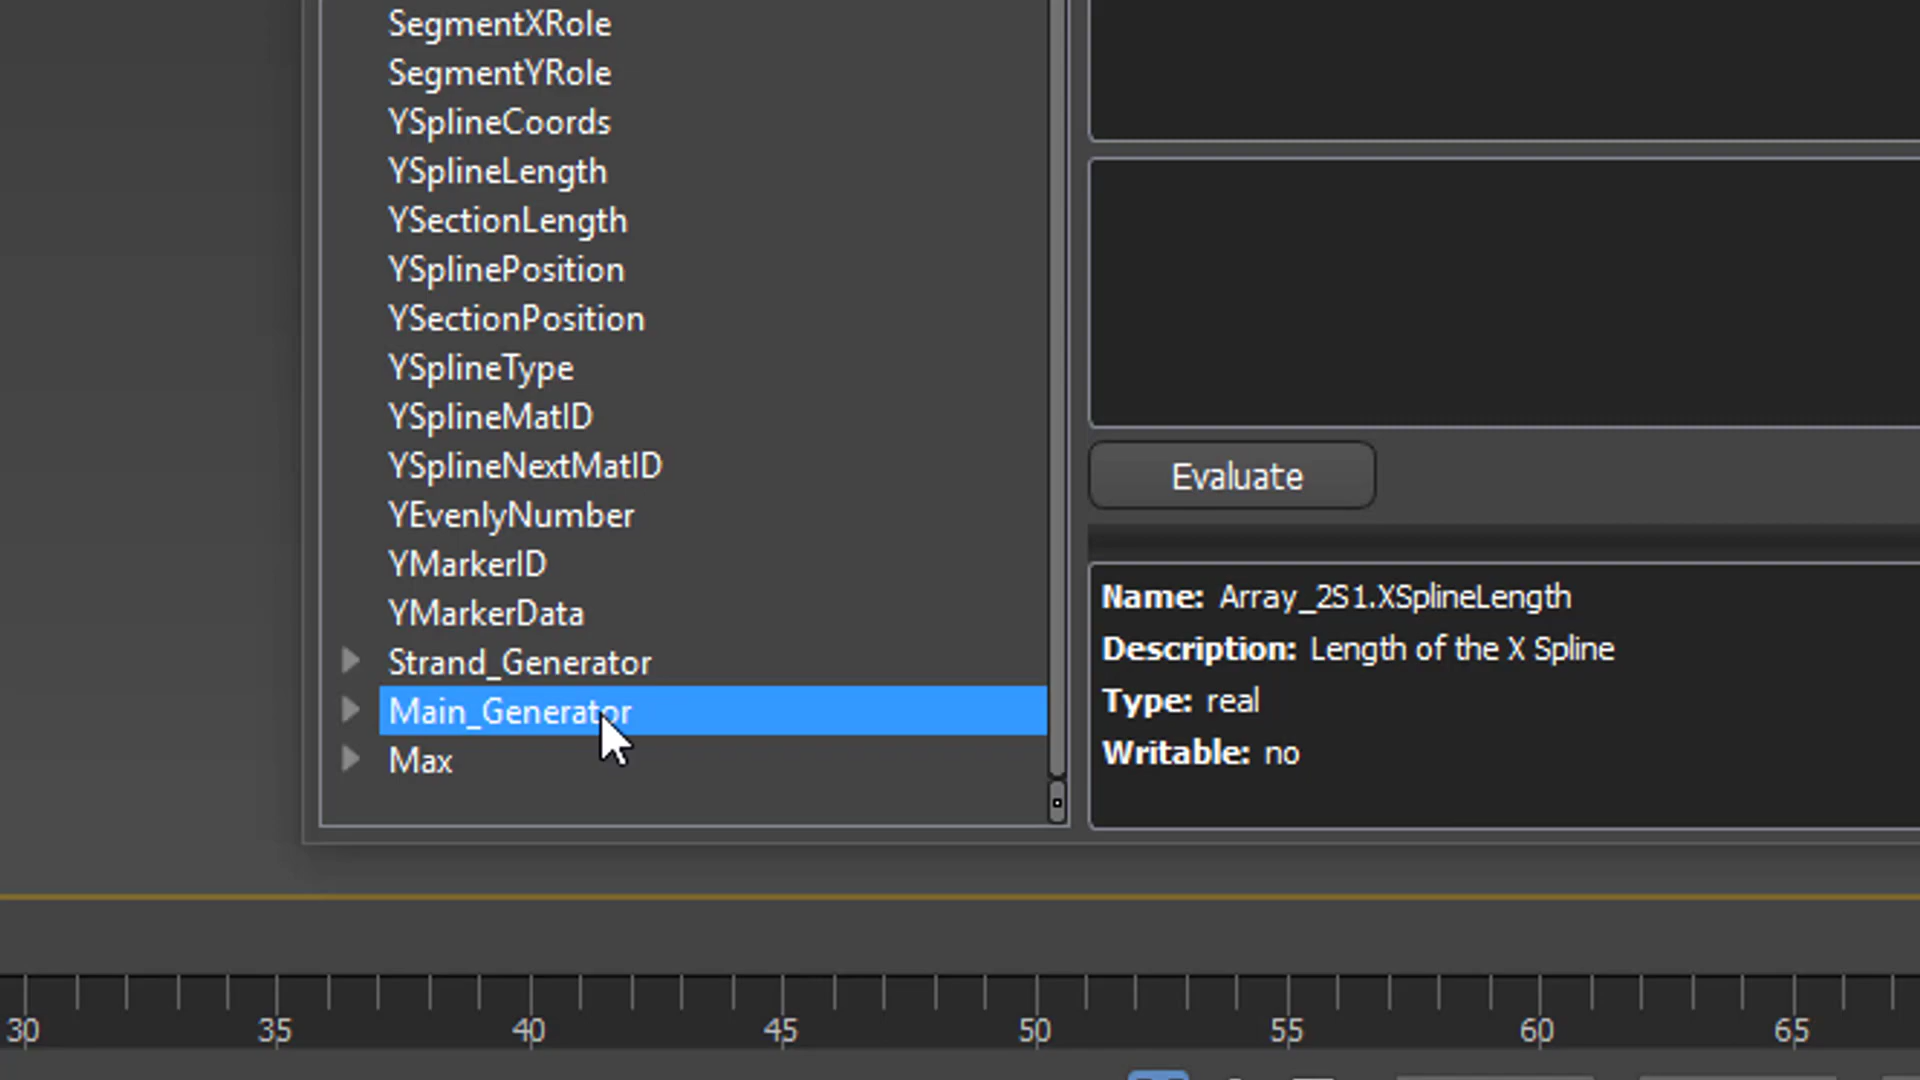 SegmentXRole
SegmentYRole
YSplineCoords
YSplineLength
YSectionLength
YSplinePosition
YSectionPosition
YSplineType
YSplineMatID
YSplineNextMatID
YEvenlyNumber
YMarkerID
YMarkerData
Strand_Generator
Main_Generator
Max
Evaluate
Name: Array_2S1.XSplineLength
Description: Length of the X Spline
Type: real
Writable: no
30 35 40 45 50 55 60 65